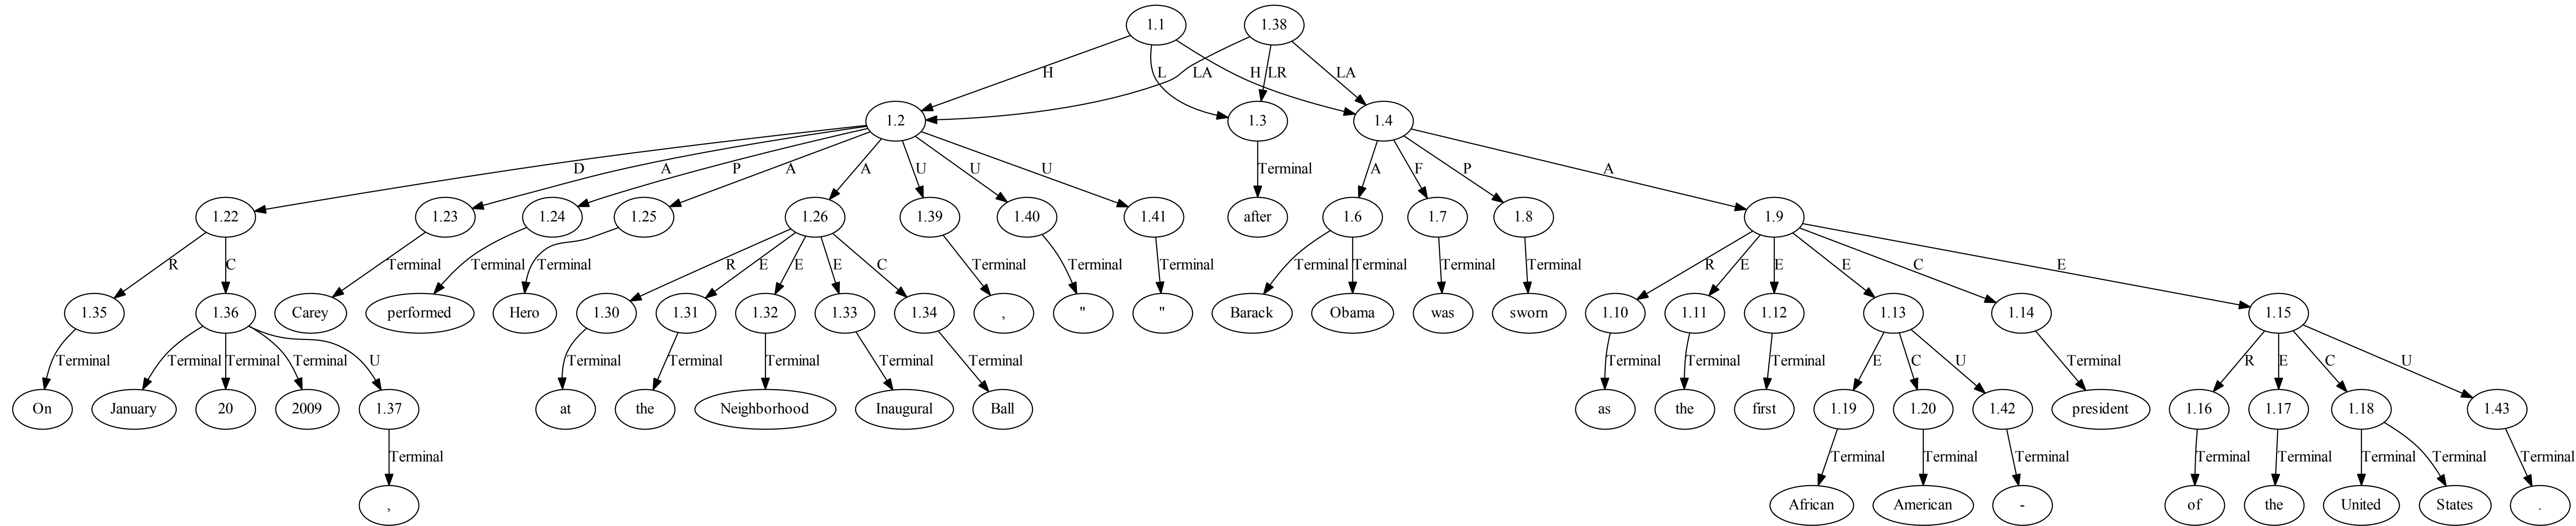 1.1 1.38
H L LA H LR LA
1.2 1.3 1.4
D A P A A U U U Terminal A F P A
1.22 1.23 1.24 1.25 1.26 1.39 1.40 1.41 after 1.6 1.7 1.8 1.9
R C Terminal Terminal Terminal R E E E C Terminal Terminal Terminal Terminal Terminal Terminal Terminal R E E E C E
1.35 1.36 Carey performed Hero 1.30 1.31 1.32 1.33 1.34 , " " Barack Obama was sworn 1.10 1.11 1.12 1.13 1.14 1.15
Terminal Terminal Terminal Terminal U Terminal Terminal Terminal Terminal Terminal Terminal Terminal Terminal E C U Terminal R E C U
On January 20 2009 1.37 at the Neighborhood Inaugural Ball as the first 1.19 1.20 1.42 president 1.16 1.17 1.18 1.43
Terminal Terminal Terminal Terminal Terminal Terminal Terminal Terminal Terminal
, African American - of the United States .